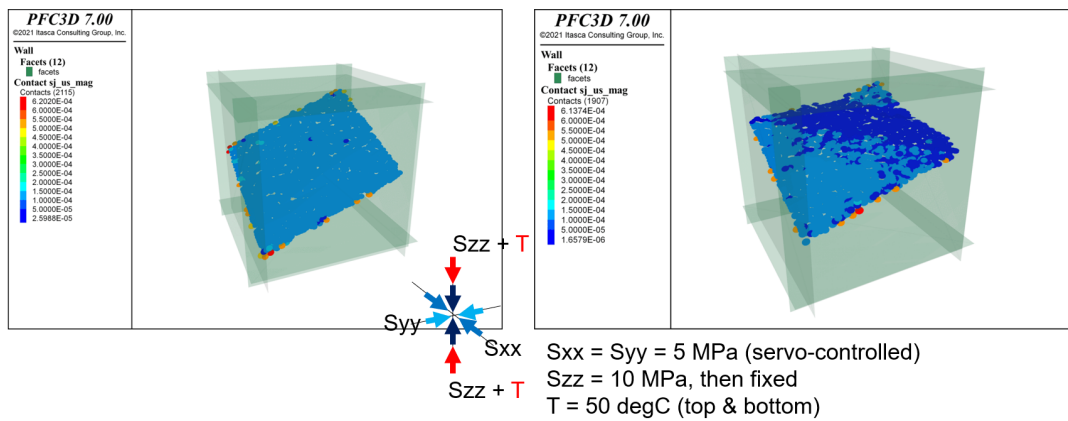 PFC3D 7.00
©2021 Itasca Consulting Group, Inc.
Wall
Facets (12)
facets
Contact sj_us_mag
Contacts (2115)
6.2020E-04
6.0000E-04
5.5000E-04
5.0000E-04
4.5000E-04
4.0000E-04
3.5000E-04
3.0000E-04
2.5000E-04
2.0000E-04
1.5000E-04
1.0000E-04
5.0000E-05
2.5988E-05
Szz + T
Syy
Sxx
Szz + T
PFC3D 7.00
©2021 Itasca Consulting Group, Inc.
Wall
Facets (12)
facets
Contact sj_us_mag
Contacts (1907)
6.1374E-04
6.0000E-04
5.5000E-04
5.0000E-04
4.5000E-04
4.0000E-04
3.5000E-04
3.0000E-04
2.5000E-04
2.0000E-04
1.5000E-04
1.0000E-04
5.0000E-05
1.6579E-06
Sxx = Syy = 5 MPa (servo-controlled)
Szz = 10 MPa, then fixed
T = 50 degC (top & bottom)